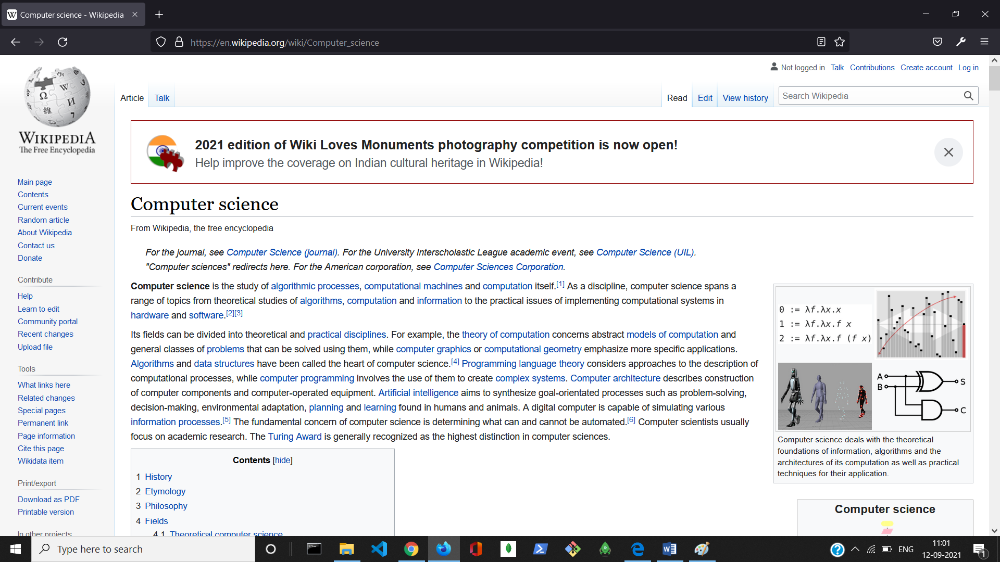 Computer science - Wikipedia
https://en.wikipedia.org/wiki/Computer_science
Not logged in Talk Contributions Create account Log in
Article Talk Read Edit View history Search Wikipedia
WIKIPEDIA
The Free Encyclopedia
Main page
Contents
Current events
Random article
About Wikipedia
Contact us
Donate
Contribute
Help
Learn to edit
Community portal
Recent changes
Upload file
Tools
What links here
Related changes
Special pages
Permanent link
Page information
Cite this page
Wikidata item
Print/export
Download as PDF
Printable version
In other projects
2021 edition of Wiki Loves Monuments photography competition is now open!
Help improve the coverage on Indian cultural heritage in Wikipedia!
Computer science
From Wikipedia, the free encyclopedia
For the journal, see Computer Science (journal). For the University Interscholastic League academic event, see Computer Science (UIL).
"Computer sciences" redirects here. For the American corporation, see Computer Sciences Corporation.
Computer science is the study of algorithmic processes, computational machines and computation itself.[1] As a discipline, computer science spans a
range of topics from theoretical studies of algorithms, computation and information to the practical issues of implementing computational systems in
hardware and software.[2][3]
Its fields can be divided into theoretical and practical disciplines. For example, the theory of computation concerns abstract models of computation and
general classes of problems that can be solved using them, while computer graphics or computational geometry emphasize more specific applications.
Algorithms and data structures have been called the heart of computer science.[4] Programming language theory considers approaches to the description of
computational processes, while computer programming involves the use of them to create complex systems. Computer architecture describes construction
of computer components and computer-operated equipment. Artificial intelligence aims to synthesize goal-orientated processes such as problem-solving,
decision-making, environmental adaptation, planning and learning found in humans and animals. A digital computer is capable of simulating various
information processes.[5] The fundamental concern of computer science is determining what can and cannot be automated.[6] Computer scientists usually
focus on academic research. The Turing Award is generally recognized as the highest distinction in computer sciences.
Contents [hide]
1 History
2 Etymology
3 Philosophy
4 Fields
4.1 Theoretical computer science
0 := λf.λx.x
1 := λf.λx.f x
2 := λf.λx.f (f x)
A
B
S
C
Computer science deals with the theoretical
foundations of information, algorithms and the
architectures of its computation as well as practical
techniques for their application.
Computer science
Type here to search
ENG
11:01
12-09-2021
1